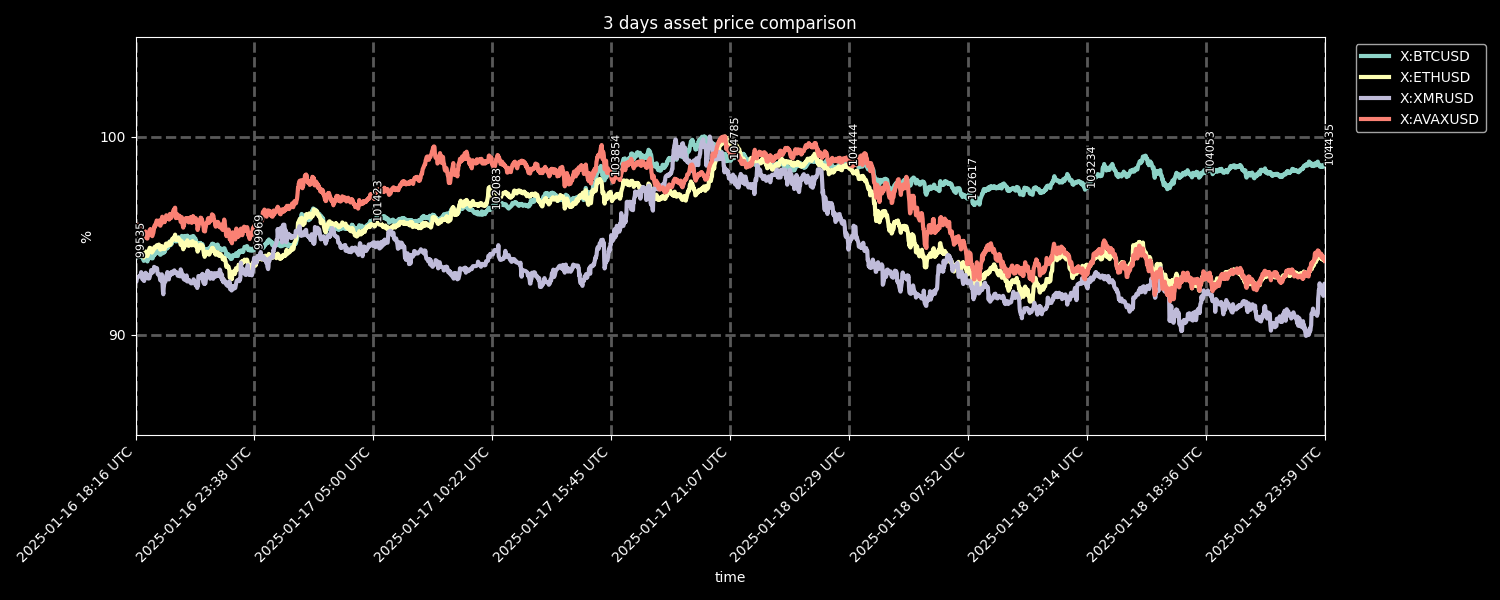 3 days asset price comparison
X:BTCUSD
X:ETHUSD
X:XMRUSD
X:AVAXUSD
100
90
%
99535
99969
101423
102083
103854
104785
104444
102617
103234
104053
104435
2025-01-16 18:16 UTC
2025-01-16 23:38 UTC
2025-01-17 05:00 UTC
2025-01-17 10:22 UTC
2025-01-17 15:45 UTC
2025-01-17 21:07 UTC
2025-01-18 02:29 UTC
2025-01-18 07:52 UTC
2025-01-18 13:14 UTC
2025-01-18 18:36 UTC
2025-01-18 23:59 UTC
time